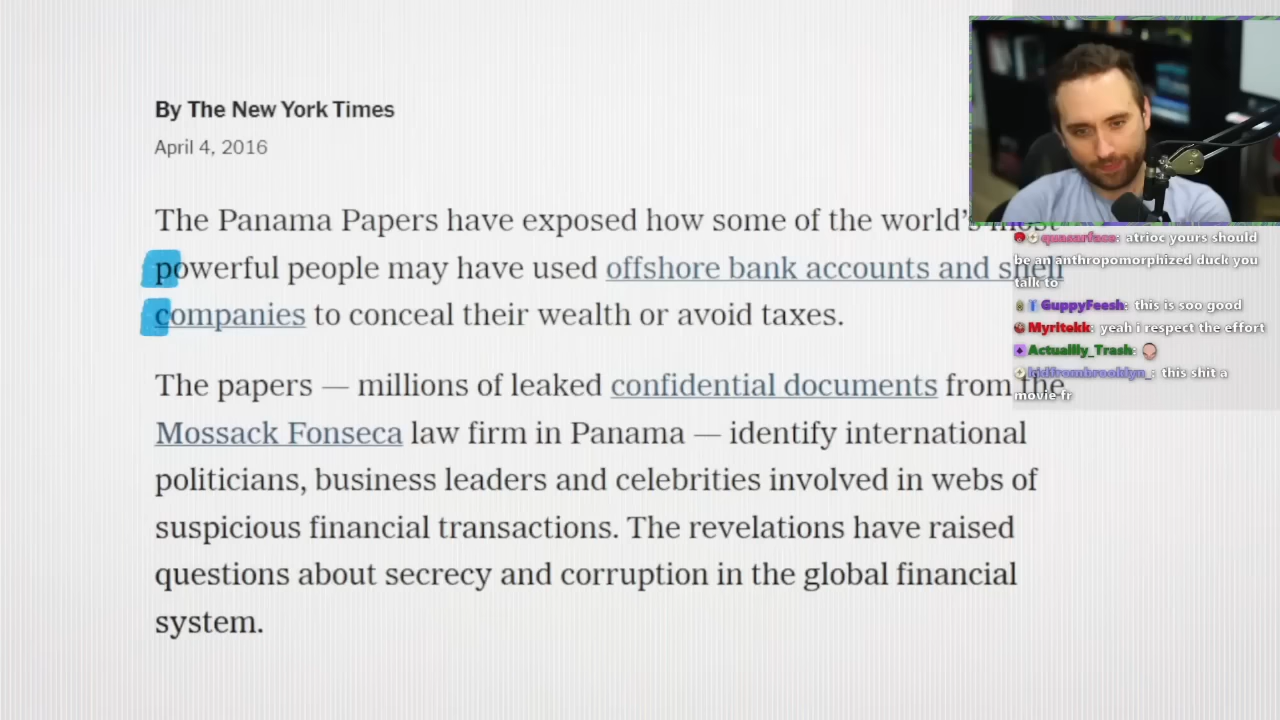 By The New York Times
April 4, 2016
The Panama Papers have exposed how some of the world's most
powerful people may have used offshore bank accounts and shell
companies to conceal their wealth or avoid taxes.
The papers — millions of leaked confidential documents from the
Mossack Fonseca law firm in Panama — identify international
politicians, business leaders and celebrities involved in webs of
suspicious financial transactions. The revelations have raised
questions about secrecy and corruption in the global financial
system.
: atrioc yours should
be an anthropomorphized duck you
talk to
GuppyFeesh: this is soo good
Myritekk: yeah i respect the effort
Actuallly_Trash:
kidfrombrooklyn_: this shit a
movie fr